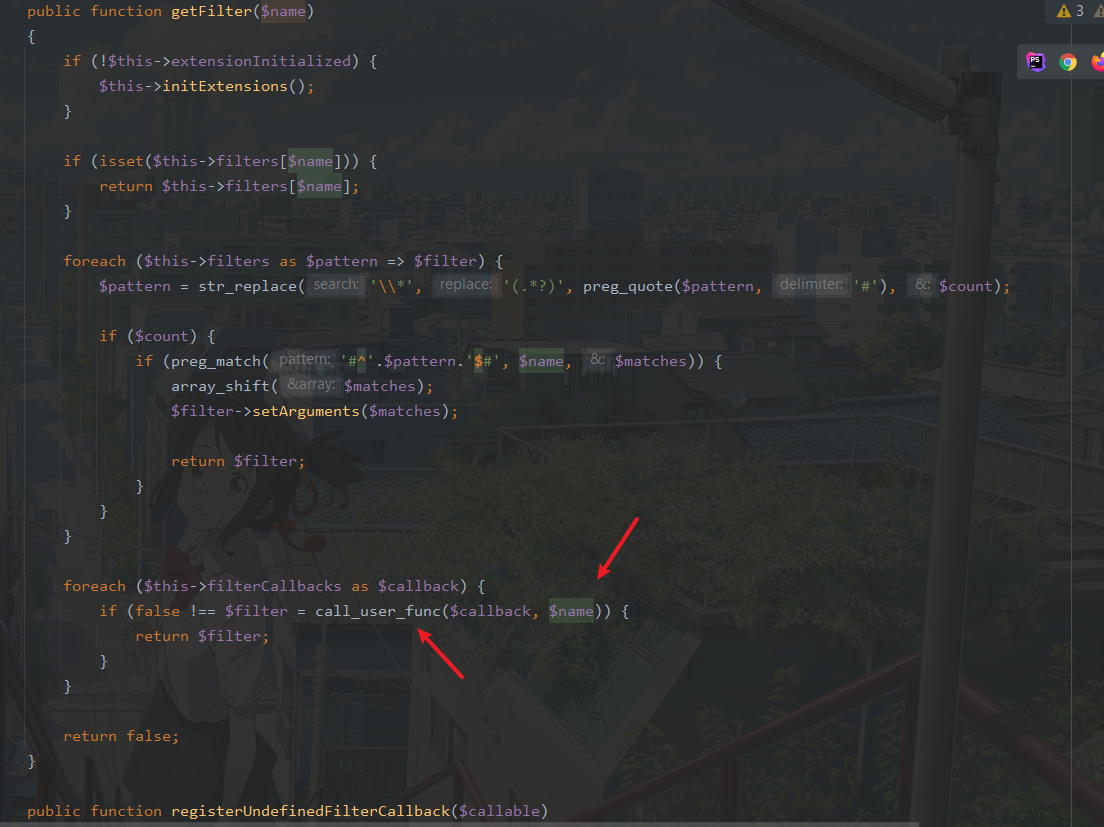 public function getFilter($name)
3
{
if (!$this->extensionInitialized) {
PS
$this->initExtensions();
}
if (isset($this->filters[$name])) {
return $this->filters[$name];
}
foreach ($this->filters as $pattern => $filter) {
$pattern = str_replace( search: '\\*', replace: '(.*?)', preg_quote($pattern, delimiter: '#'), &: $count);
if ($count) {
if (preg_match( pattern: '#^'.$pattern.'$#', $name, &: $matches)) {
array_shift( &array: $matches);
$filter->setArguments($matches);
return $filter;
}
}
}
foreach ($this->filterCallbacks as $callback) {
if (false !== $filter = call_user_func($callback, $name)) {
return $filter;
}
}
return false;
}
public function registerUndefinedFilterCallback($callable)